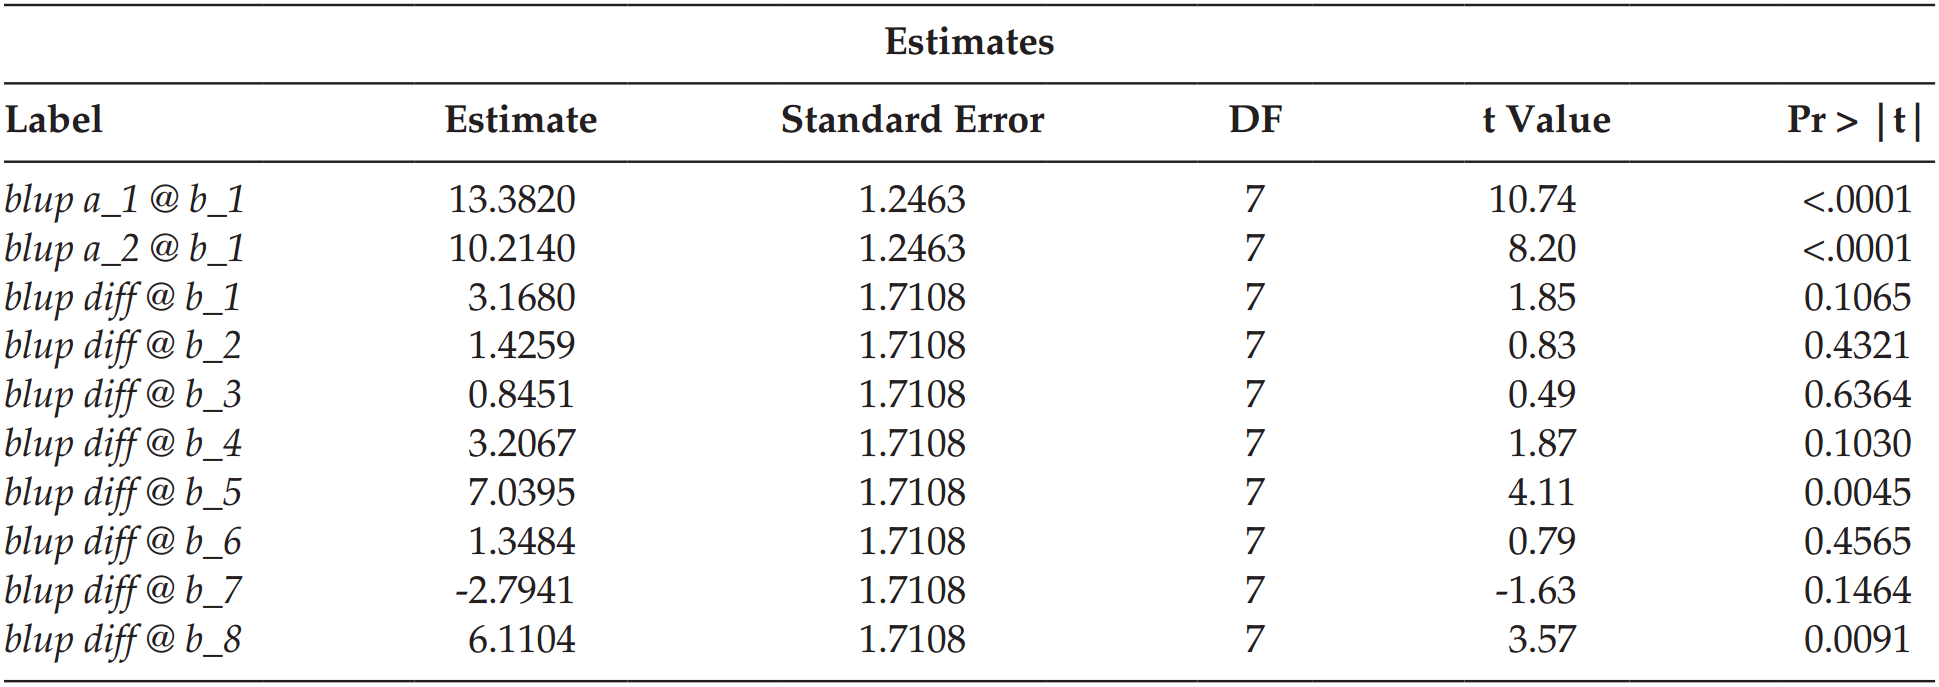 Estimates
Label Estimate Standard Error DF t Value Pr > |t|
blup a_1 @ b_1 13.3820 1.2463 7 10.74 <.0001
blup a_2 @ b_1 10.2140 1.2463 7 8.20 <.0001
blup diff @ b_1 3.1680 1.7108 7 1.85 0.1065
blup diff @ b_2 1.4259 1.7108 7 0.83 0.4321
blup diff @ b_3 0.8451 1.7108 7 0.49 0.6364
blup diff @ b_4 3.2067 1.7108 7 1.87 0.1030
blup diff @ b_5 7.0395 1.7108 7 4.11 0.0045
blup diff @ b_6 1.3484 1.7108 7 0.79 0.4565
blup diff @ b_7 -2.7941 1.7108 7 -1.63 0.1464
blup diff @ b_8 6.1104 1.7108 7 3.57 0.0091